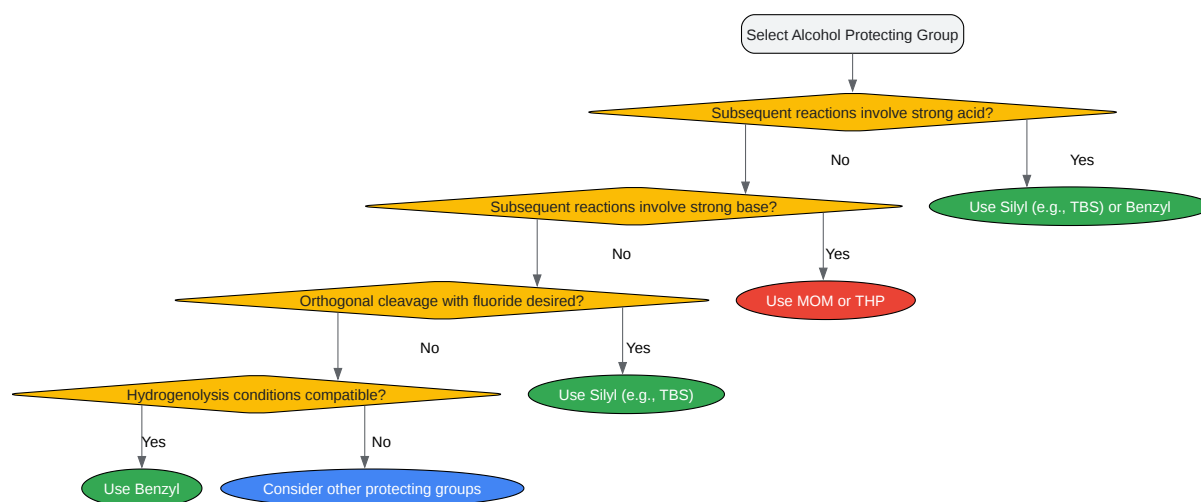 Select Alcohol Protecting Group
Subsequent reactions involve strong acid?
No
Yes
Subsequent reactions involve strong base?
Use Silyl (e.g., TBS) or Benzyl
No
Yes
Orthogonal cleavage with fluoride desired?
Use MOM or THP
No
Yes
Hydrogenolysis conditions compatible?
Use Silyl (e.g., TBS)
Yes
No
Use Benzyl
Consider other protecting groups